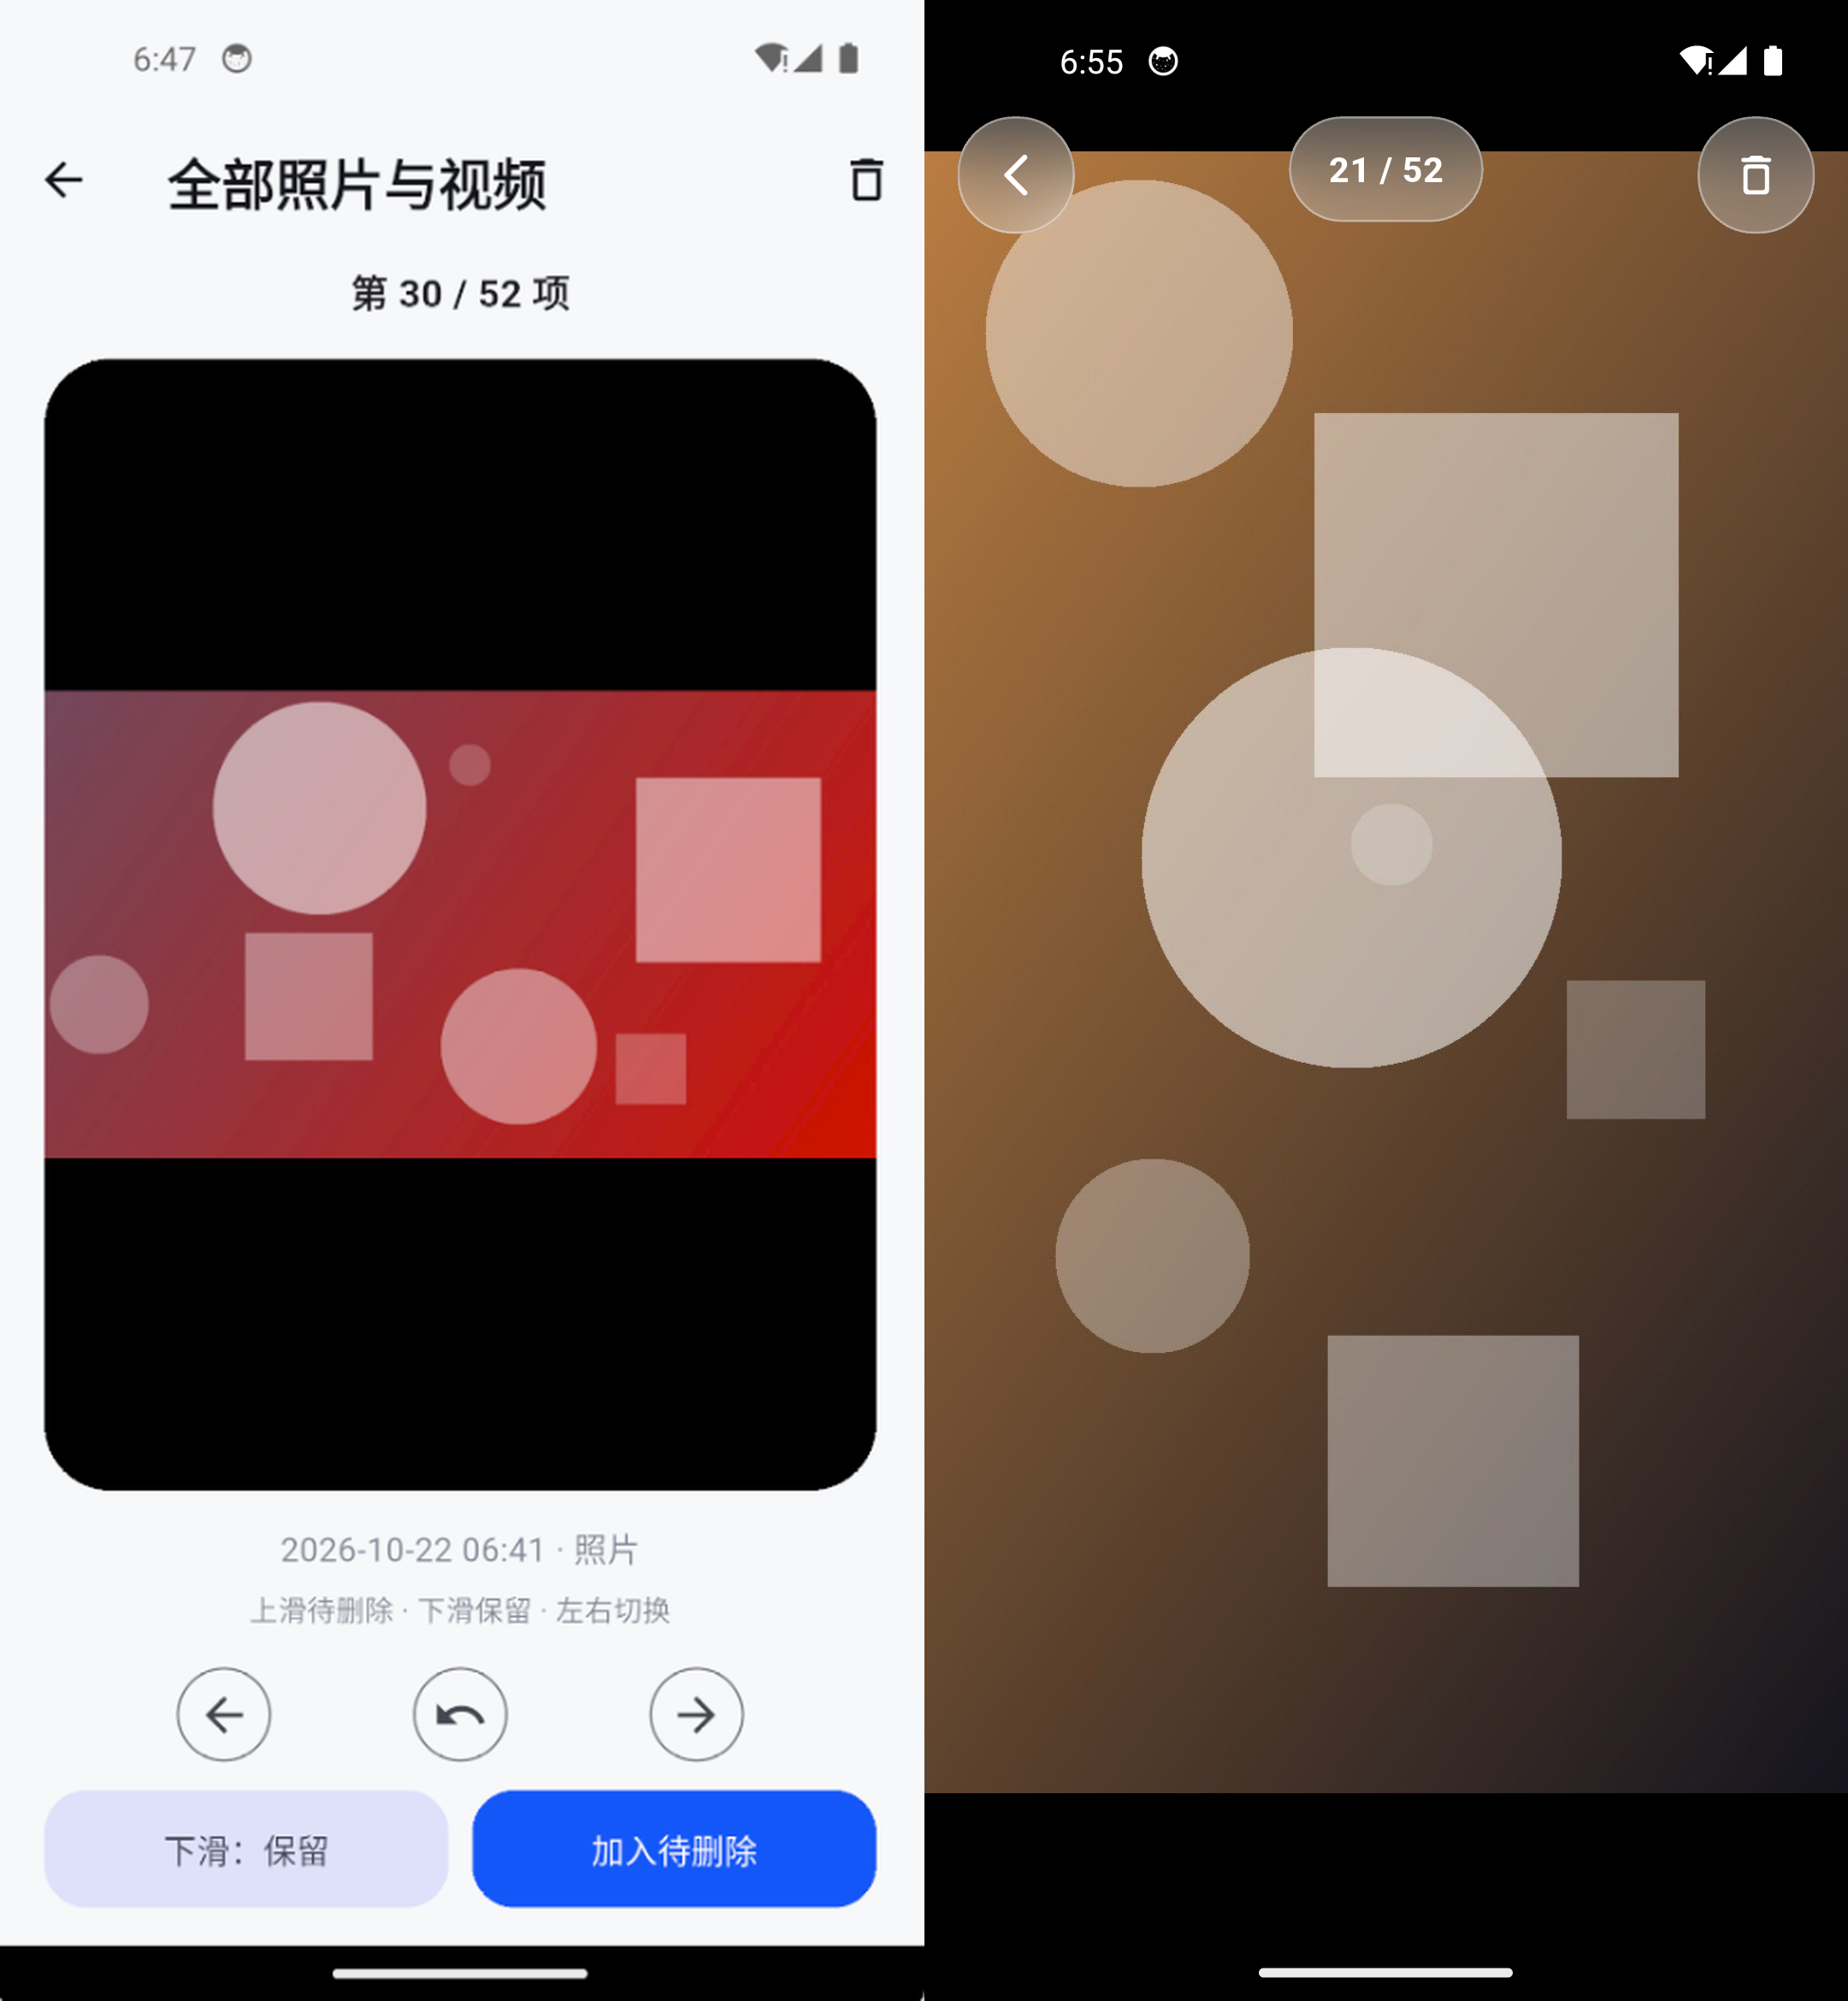 6:47
全部照片与视频
第 30 / 52 项
2026-10-22 06:41 · 照片
上滑待删除 · 下滑保留 · 左右切换
下滑：保留
加入待删除
6:55
21 / 52